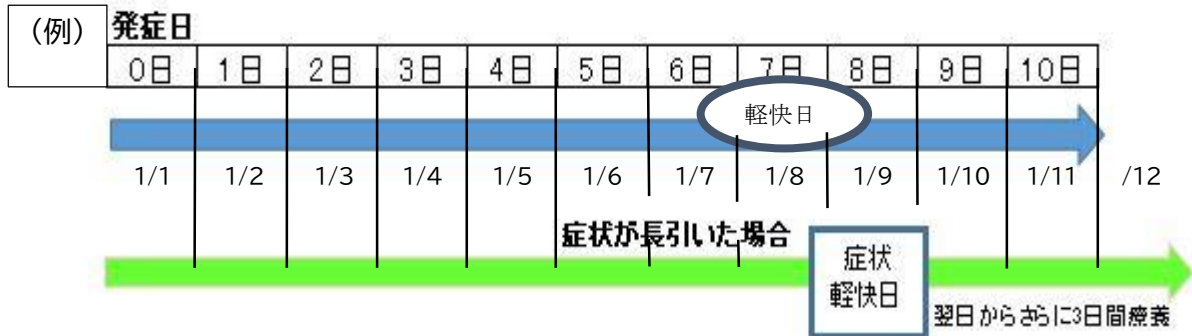 (例)
発症日
0日 1日 2日 3日 4日 5日 6日 7日 8日 9日 10日
軽快日
1/1 1/2 1/3 1/4 1/5 1/6 1/7 1/8 1/9 1/10 1/11 /12
症状が長引いた場合
症状
軽快日
翌日からさらに3日間療養